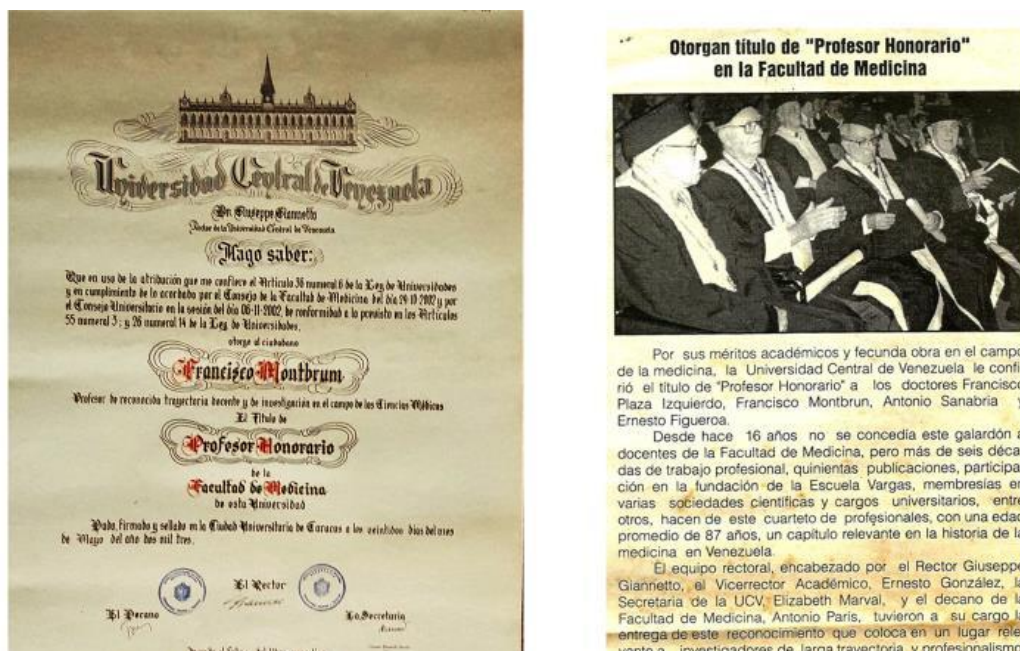 Universidad Central de Venezuela
Dr. Giuseppe Giannetto
Rector de la Universidad Central de Venezuela
Hago saber:
Que en uso de la atribución que me confiere el Artículo 36 numeral 6 de la Ley de Universidades
y en cumplimiento de lo acordado por el Consejo de la Facultad de Medicina del día 29-10-2002 y por
el Consejo Universitario en la sesión del día 06-11-2002, de conformidad a lo previsto en los Artículos
55 numeral 3; y 26 numeral 14 de la Ley de Universidades,
otorga al ciudadano
Francisco Montbrum
Profesor de reconocida trayectoria docente y de investigación en el campo de las Ciencias Médicas
El Título de
Profesor Honorario
de la
Facultad de Medicina
de esta Universidad
Dado, firmado y sellado en la Ciudad Universitaria de Caracas a los veintidos días del mes
de Mayo del año dos mil tres.
El Rector
El Decano
La Secretaria
Otorgan título de "Profesor Honorario"
en la Facultad de Medicina
Por sus méritos académicos y fecunda obra en el campo
de la medicina, la Universidad Central de Venezuela le confi
rió el título de "Profesor Honorario" a los doctores Francisco
Plaza Izquierdo, Francisco Montbrun, Antonio Sanabria y
Ernesto Figueroa.
Desde hace 16 años no se concedía este galardón a
docentes de la Facultad de Medicina, pero más de seis déca
das de trabajo profesional, quinientas publicaciones, participa
ción en la fundación de la Escuela Vargas, membresías en
varias sociedades científicas y cargos universitarios, entre
otros, hacen de este cuarteto de profesionales, con una edad
promedio de 87 años, un capítulo relevante en la historia de la
medicina en Venezuela.
El equipo rectoral, encabezado por el Rector Giuseppe
Giannetto, el Vicerrector Académico, Ernesto González, la
Secretaria de la UCV, Elizabeth Marval, y el decano de la
Facultad de Medicina, Antonio Paris, tuvieron a su cargo la
entrega de este reconocimiento que coloca en un lugar rele
vante a investigadores de larga trayectoria y profesionalismo